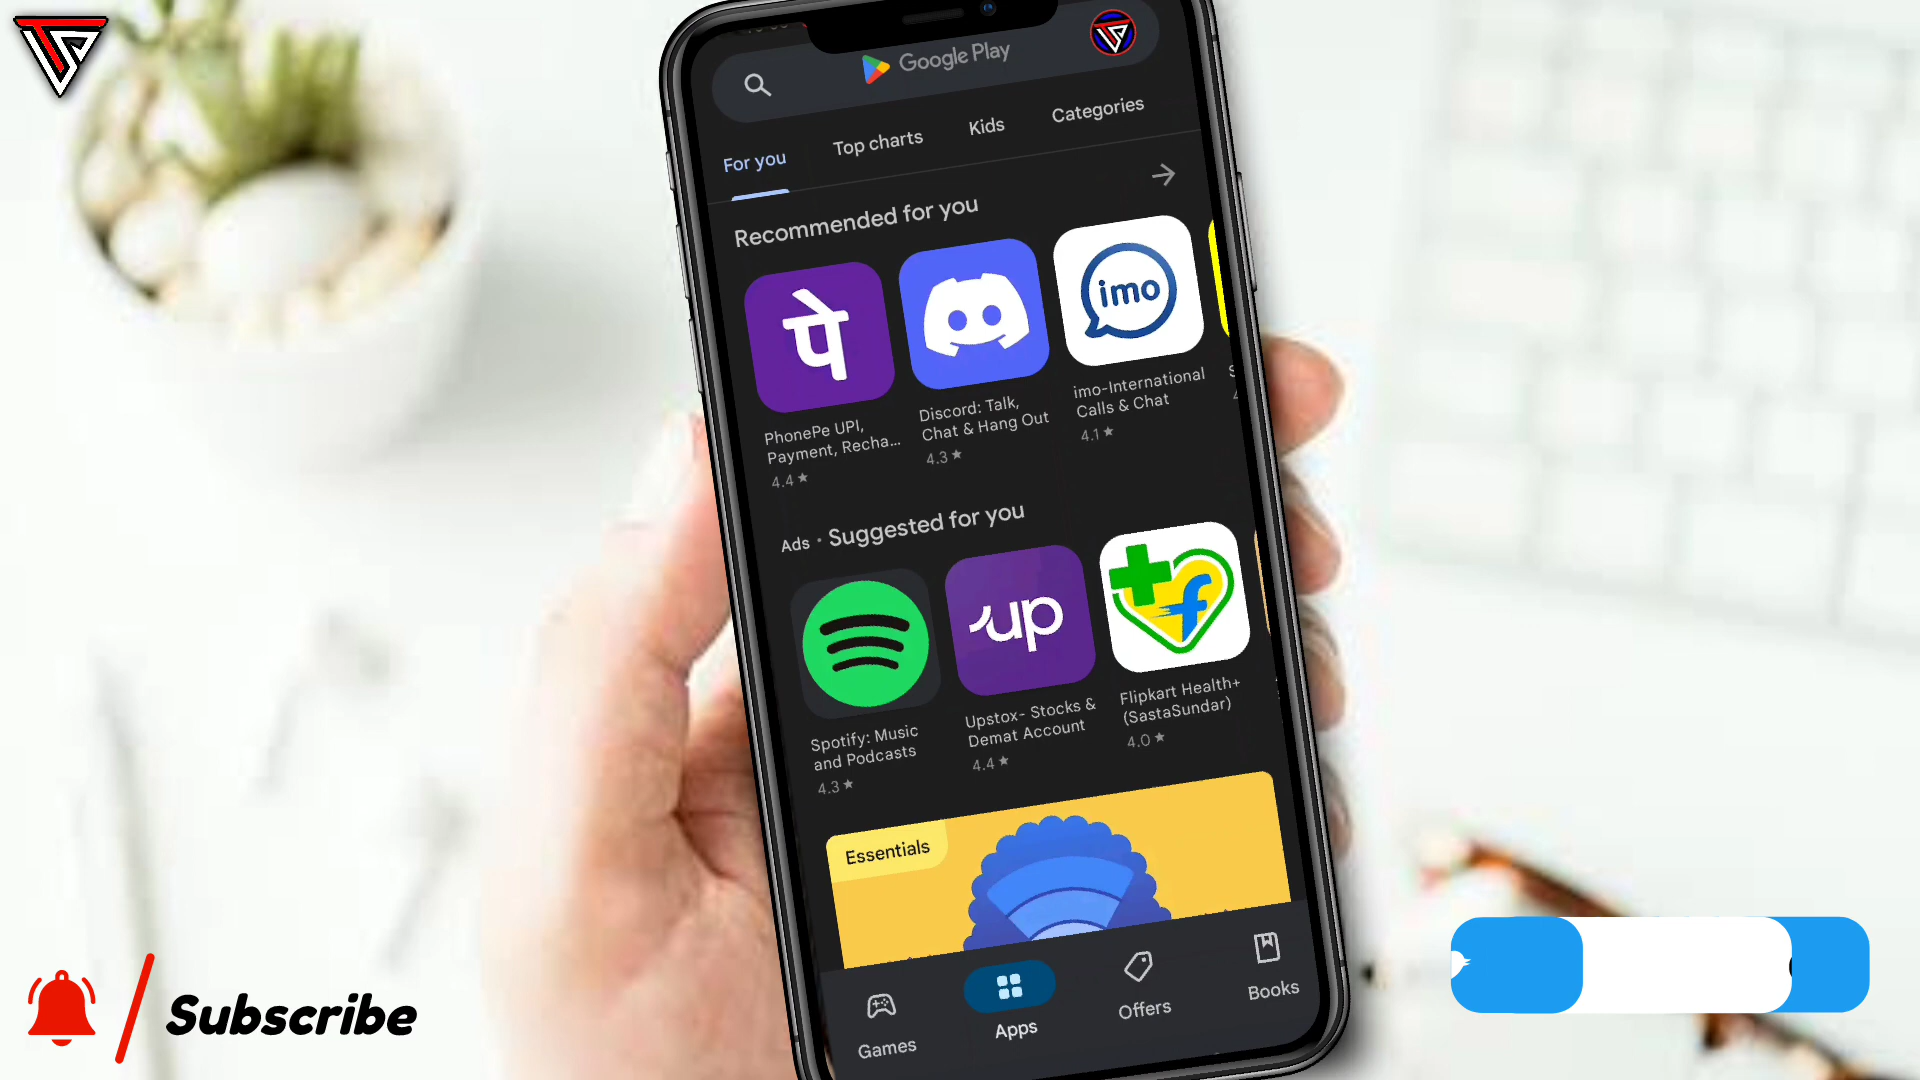 Google Play
For you
Top charts
Kids
Categories
Recommended for you
पे
imo
PhonePe UPI,
Payment, Recha...
4.4 ★
Discord: Talk,
Chat & Hang Out
4.3 ★
imo-International
Calls & Chat
4.1 ★
Ads • Suggested for you
up
f
Spotify: Music
and Podcasts
4.3 ★
Upstox- Stocks &
Demat Account
4.4 ★
Flipkart Health+
(SastaSundar)
4.0 ★
Essentials
Games
Apps
Offers
Books
Subscribe